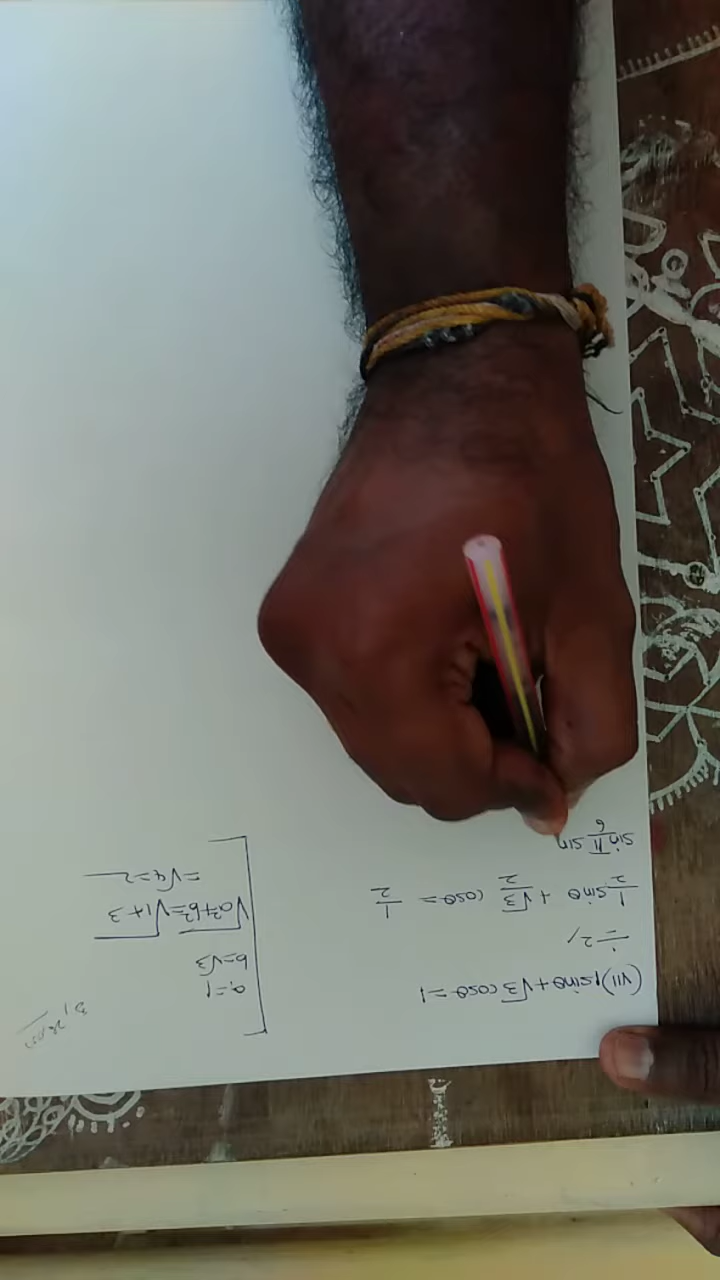 (vii) 1 sinθ + √3 cosθ = 1
÷ 2,
1/2 sinθ + √3/2 cosθ = 1/2
sin π/6 sin
a = 1
b = √3
√a²+b² = √1+3
= √4 = 2